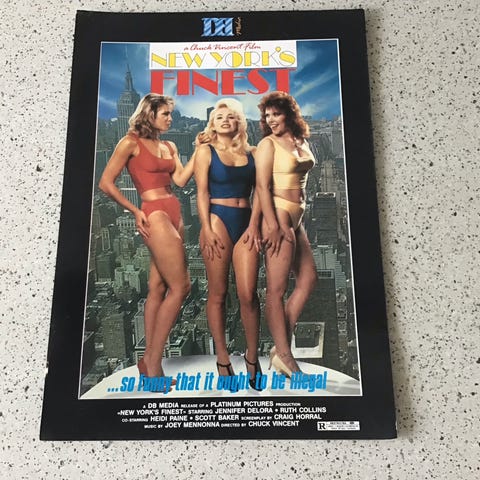 DB
Media
a Chuck Vincent Film
NEW YORK'S
FINEST
...so funny that it ought to be illegal
A DB MEDIA RELEASE OF A PLATINUM PICTURES PRODUCTION
«NEW YORK'S FINEST» STARRING JENNIFER DELORA • RUTH COLLINS
CO-STARRING HEIDI PAINE • SCOTT BAKER SCREENPLAY BY CRAIG HORRAL
MUSIC BY JOEY MENNONNA DIRECTED BY CHUCK VINCENT
R RESTRICTED